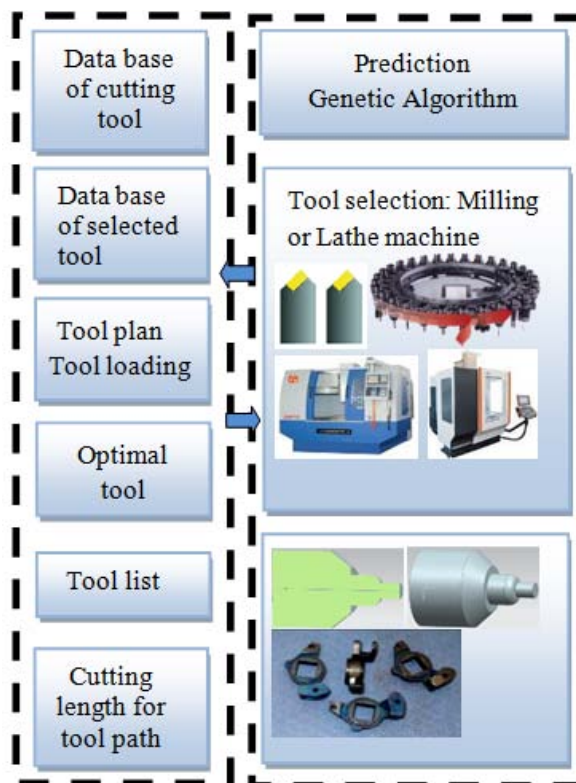 Data base
of cutting
tool
Data base
of selected
tool
Tool plan
Tool loading
Optimal
tool
Tool list
Cutting
length for
tool path
Prediction
Genetic Algorithm
Tool selection: Milling
or Lathe machine